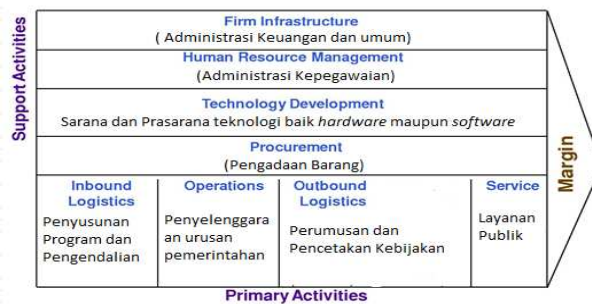 Support Activities
Firm Infrastructure
( Administrasi Keuangan dan umum)
Human Resource Management
(Administrasi Kepegawaian)
Technology Development
Sarana dan Prasarana teknologi baik hardware maupun software
Procurement
(Pengadaan Barang)
Inbound
Logistics
Penyusunan
Program dan
Pengendalian
Operations
Penyelenggara
an urusan
pemerintahan
Outbound
Logistics
Perumusan dan
Pencetakan Kebijakan
Service
Layanan
Publik
Margin
Primary Activities